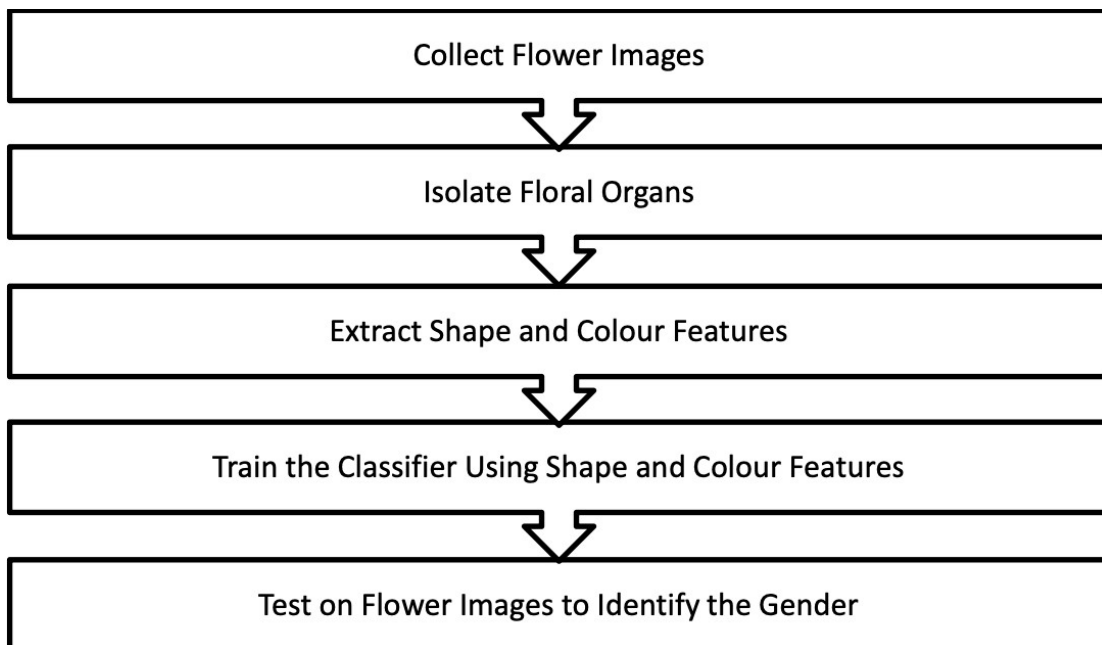 Collect Flower Images
Isolate Floral Organs
Extract Shape and Colour Features
Train the Classifier Using Shape and Colour Features
Test on Flower Images to Identify the Gender